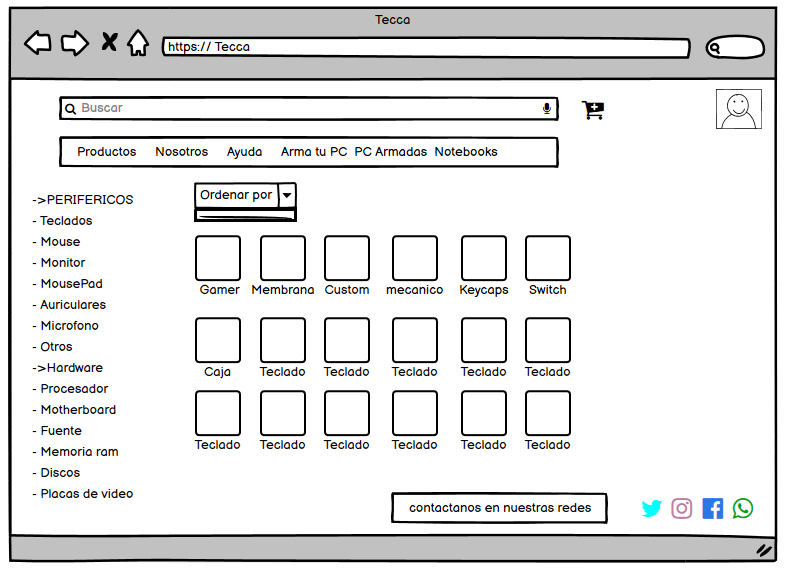 Tecca
https:// Tecca
Buscar
Productos Nosotros Ayuda Arma tu PC PC Armadas Notebooks
->PERIFERICOS
- Teclados
- Mouse
- Monitor
- MousePad
- Auriculares
- Microfono
- Otros
->Hardware
- Procesador
- Motherboard
- Fuente
- Memoria ram
- Discos
- Placas de video
Ordenar por
Gamer Membrana Custom mecanico Keycaps Switch
Caja Teclado Teclado Teclado Teclado Teclado
Teclado Teclado Teclado Teclado Teclado Teclado
contactanos en nuestras redes